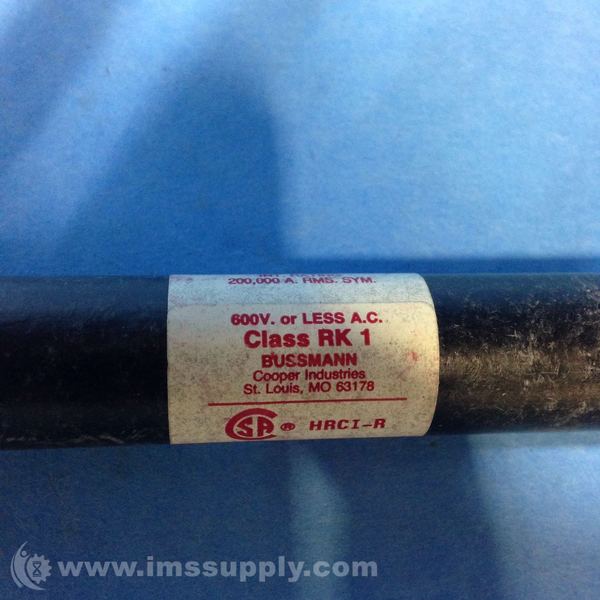 200,000 A. RMS. SYM.
600V. or LESS A.C.
Class RK 1
BUSSMANN
Cooper Industries
St. Louis, MO 63178
CSA ® HRCI-R
www.imssupply.com